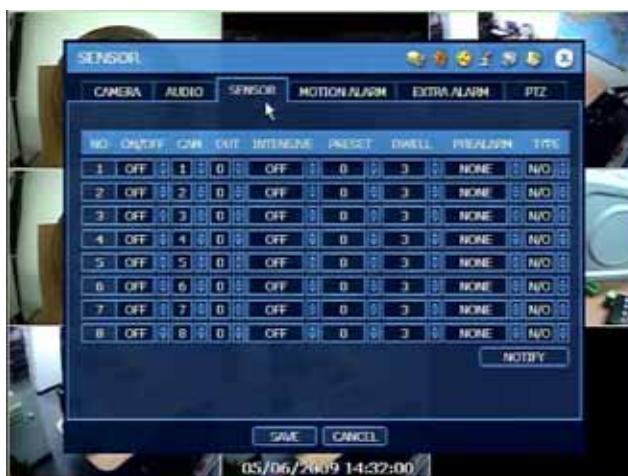 SENSOR
CAMERA AUDIO SENSOR MOTION ALARM EXTRA ALARM PTZ
NO ON/OFF CAM OUT INTENSIVE PRESET DWELL PREALARM TYPE
1 OFF 1 0 OFF 0 3 NONE N/O
2 OFF 2 0 OFF 0 3 NONE N/O
3 OFF 3 0 OFF 0 3 NONE N/O
4 OFF 4 0 OFF 0 3 NONE N/O
5 OFF 5 0 OFF 0 3 NONE N/O
6 OFF 6 0 OFF 0 3 NONE N/O
7 OFF 7 0 OFF 0 3 NONE N/O
8 OFF 8 0 OFF 0 3 NONE N/O
NOTIFY
SAVE CANCEL
05/06/2009 14:32:00